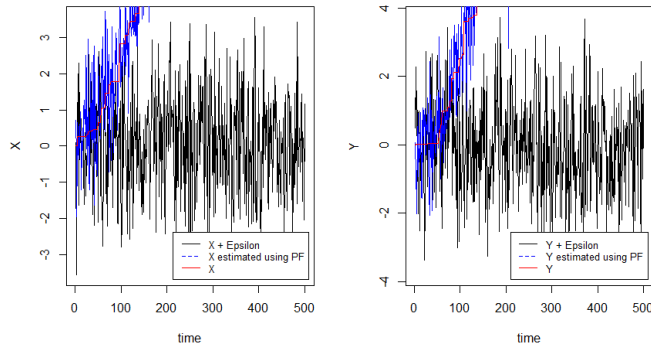 3
2
1
0
-1
-2
-3
X
0 100 200 300 400 500
time
X + Epsilon
X estimated using PF
X
4
2
0
-2
-4
Y
0 100 200 300 400 500
time
Y + Epsilon
Y estimated using PF
Y